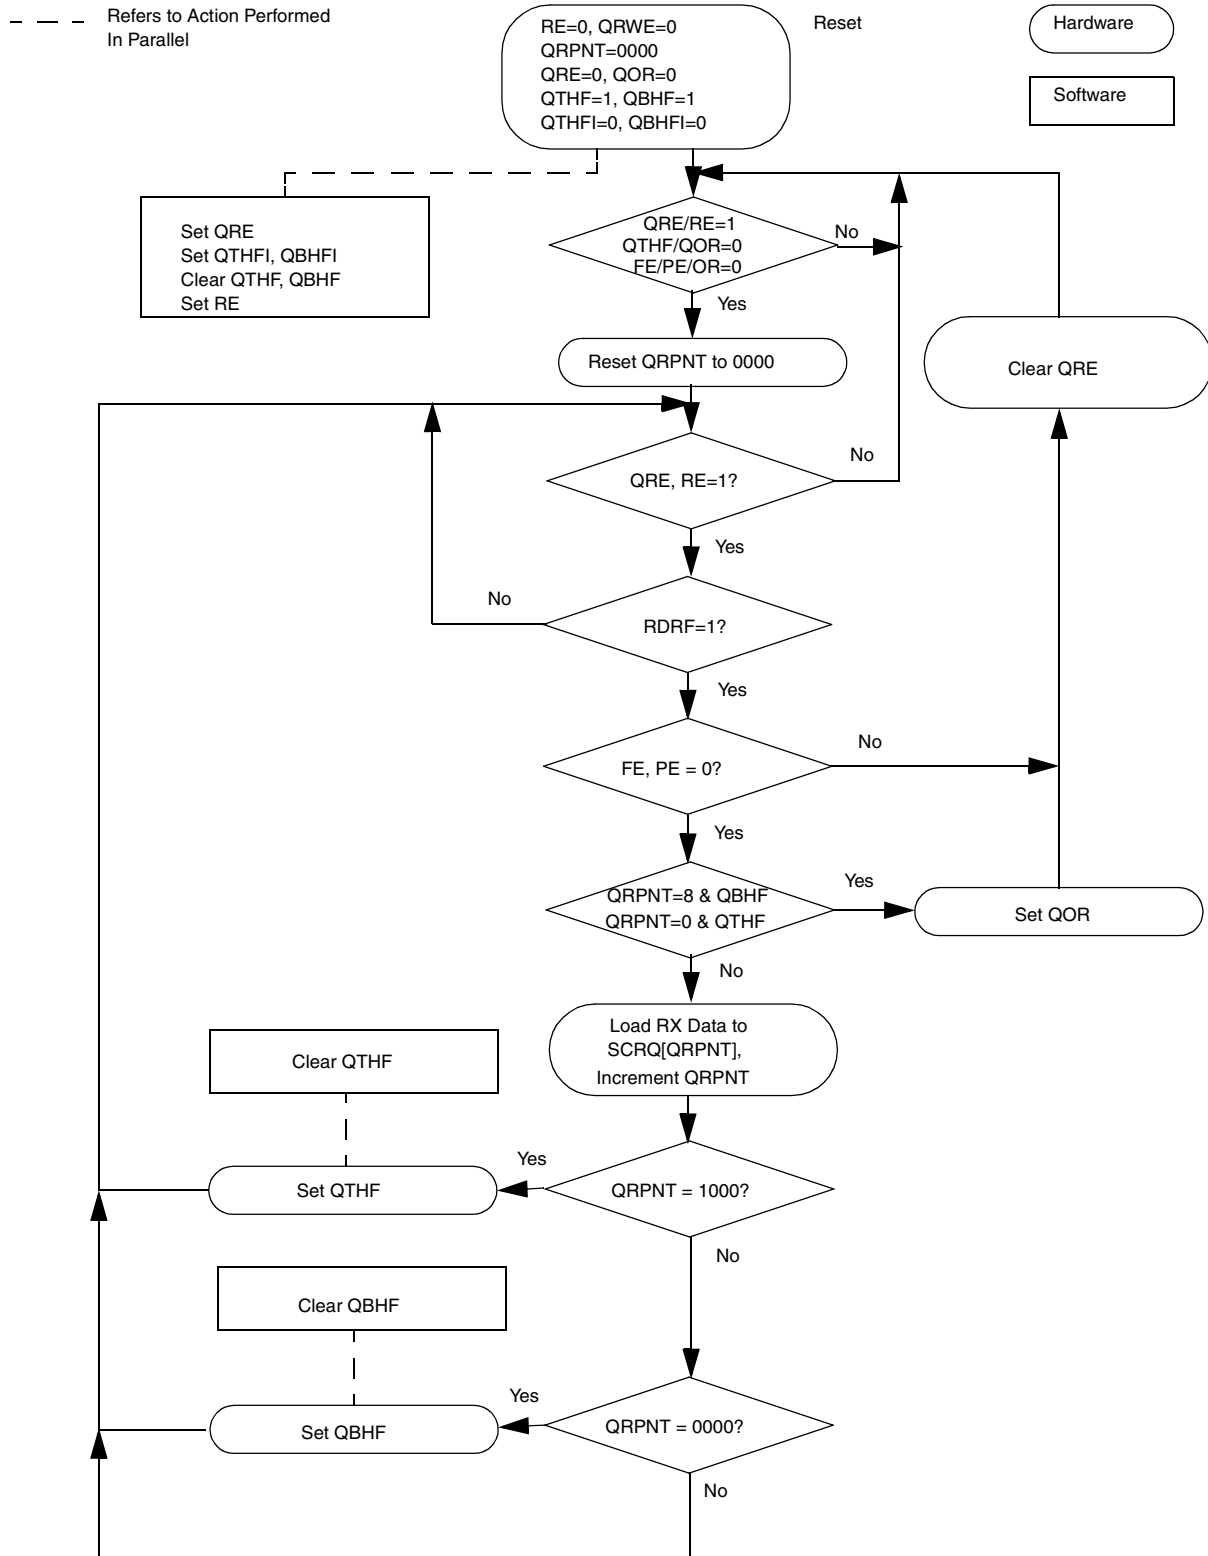 Refers to Action Performed
In Parallel
RE=0, QRWE=0
QRPNT=0000
QRE=0, QOR=0
QTHF=1, QBHF=1
QTHFI=0, QBHFI=0
Reset
Hardware
Software
Set QRE
Set QTHFI, QBHFI
Clear QTHF, QBHF
Set RE
QRE/RE=1
QTHF/QOR=0
FE/PE/OR=0
No
Yes
Reset QRPNT to 0000
Clear QRE
QRE, RE=1?
No
Yes
RDRF=1?
No
Yes
FE, PE = 0?
No
Yes
QRPNT=8 & QBHF
QRPNT=0 & QTHF
Yes
Set QOR
No
Load RX Data to
SCRQ[QRPNT],
Increment QRPNT
Clear QTHF
Set QTHF
Yes
QRPNT = 1000?
No
Clear QBHF
Set QBHF
Yes
QRPNT = 0000?
No